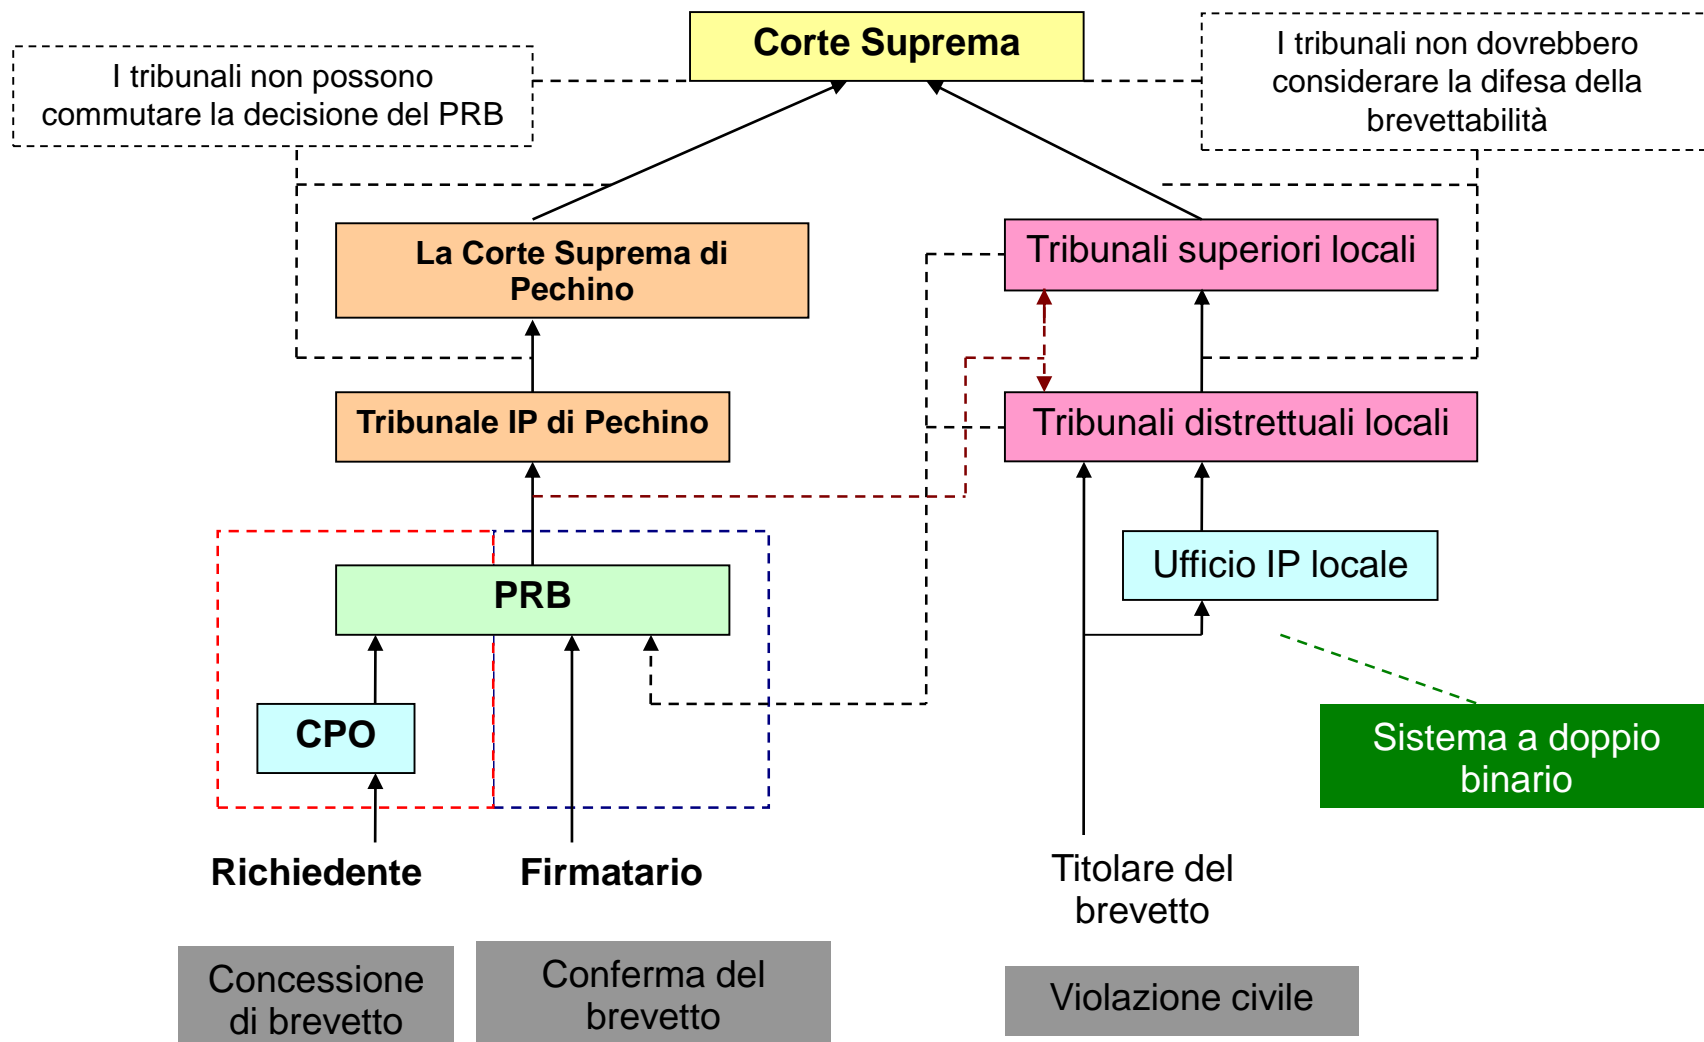 Corte Suprema
I tribunali non possono
commutare la decisione del PRB
I tribunali non dovrebbero
considerare la difesa della
brevettabilità
La Corte Suprema di
Pechino
Tribunali superiori locali
Tribunale IP di Pechino
Tribunali distrettuali locali
PRB
Ufficio IP locale
CPO
Sistema a doppio
binario
Richiedente
Firmatario
Titolare del
brevetto
Concessione
di brevetto
Conferma del
brevetto
Violazione civile